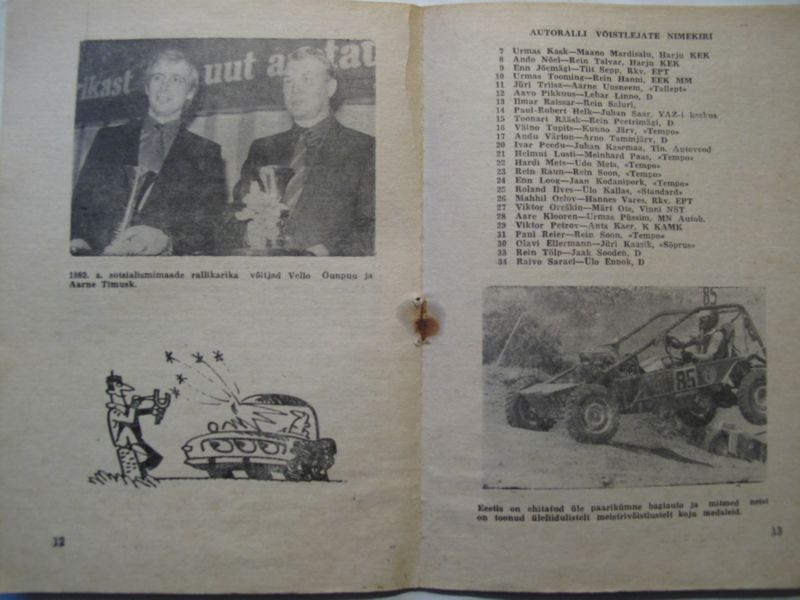 rikast uut aastat
1982. a. sotsialismimaade rallikarika võitjad Vello Õunpuu ja
Aarne Timusk.
12
AUTORALLI VÕISTLEJATE NIMEKIRI
7 Urmas Kask—Maano Mardisalu, Harju KEK
8 Ando Nõel—Rein Talvar, Harju KEK
9 Enn Jõemägi—Tiit Sepp, Rkv. EPT
10 Urmas Tooming—Rein Hanni, EEK MM
11 Jüri Triisa—Aarne Uusneem, «Tallept»
12 Aavo Pikkuus—Lehar Linno, D
13 Ilmar Raissar—Rein Saluri,
14 Paul-Robert Helk—Juhan Saar, VAZ-i keskus
15 Toonart Rääsk—Rein Peetrimägi, D
16 Väino Tupits—Kunno Järv, «Tempo»
17 Andu Värton—Arno Tammjärv, D
20 Ivar Peedu—Juhan Kasemaa, Tln. Autoveod
21 Helmut Lusti—Meinhard Paas, «Tempo»
22 Hardi Mets—Udo Mets, «Tempo»
23 Rein Raun—Rein Soon, «Tempo»
24 Enn Loog—Jaan Kodanipork, «Tempo»
25 Roland Ilves—Ülo Kallas, «Standard»
26 Mahhil Orlov—Hannes Vares, Rkv. EPT
27 Viktor Oreškin—Märt Ots, Vinni NST
28 Aare Klooren—Urmas Püssim, MN Autob.
29 Viktor Petrov—Ants Kaer, K KAMK
31 Paul Reier—Rein Soon, «Tempo»
30 Olavi Ellermann—Jüri Kaasik, «Sõprus»
33 Rein Tölp—Jaak Sooden, D
34 Raivo Sarael—Ülo Ennok, D
85
85
Eestis on ehitatud üle paarikümne bagiauto ja mitmed neist
on toonud üleliidulistelt meistrivõistlustelt koju medaleid.
13